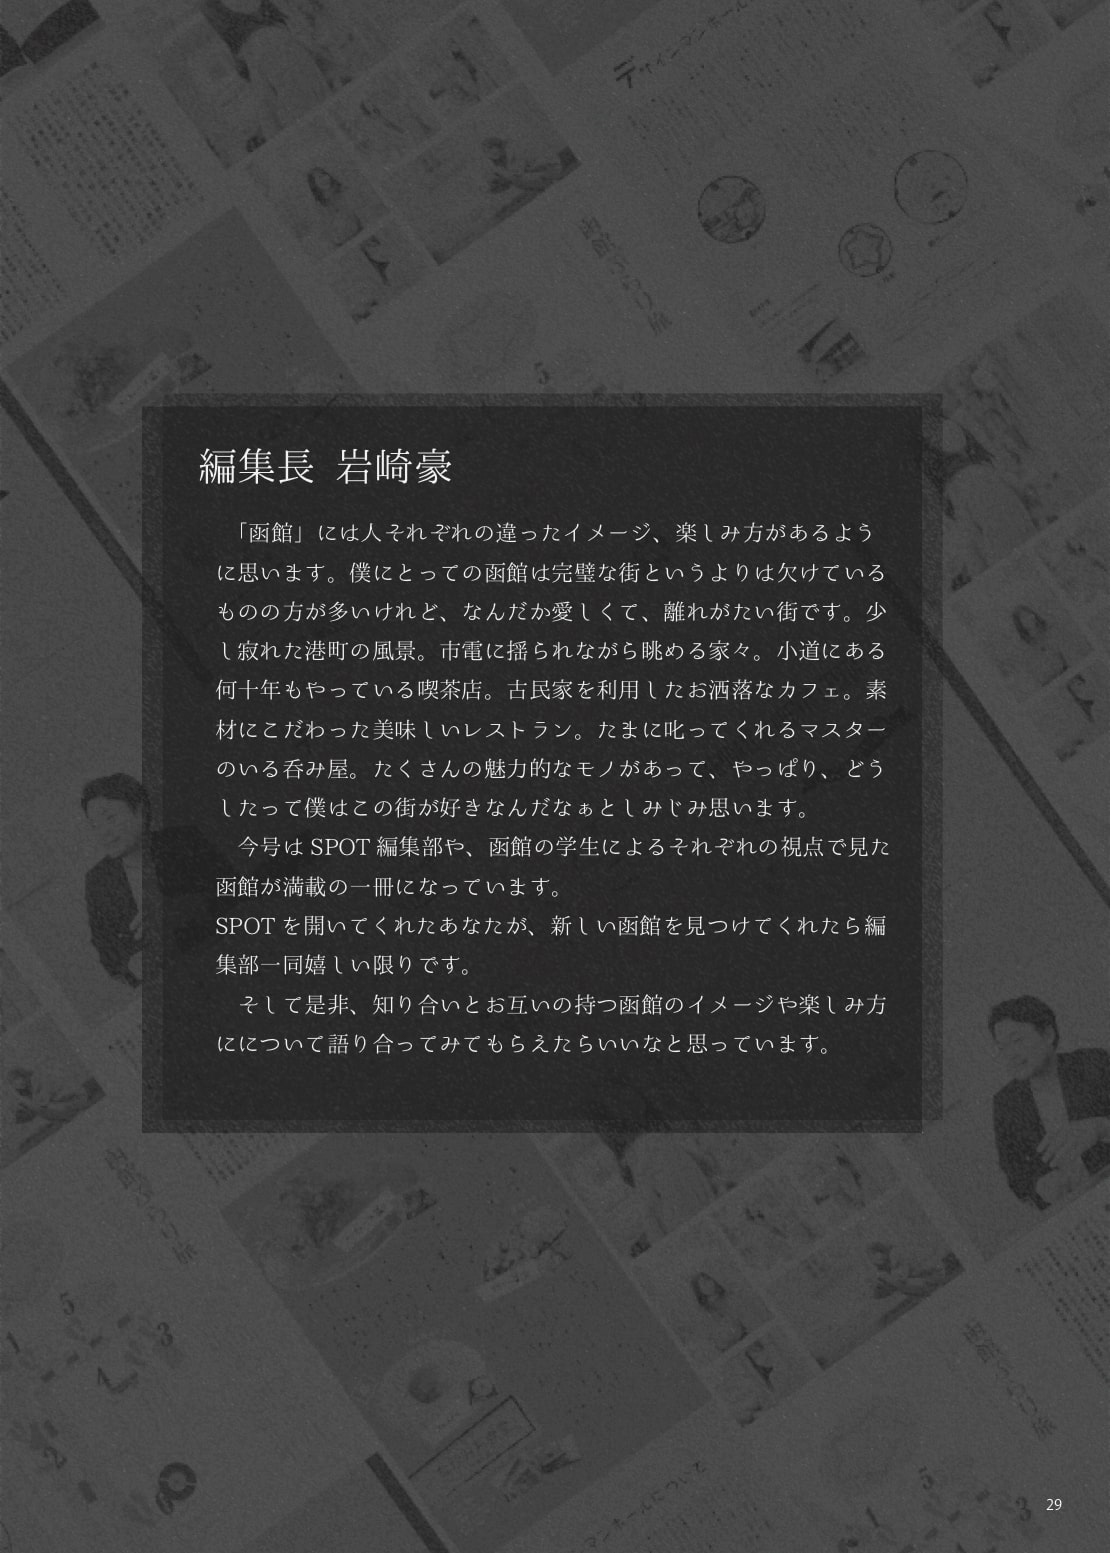 編集長 岩崎豪
「函館」には人それぞれの違ったイメージ、楽しみ方があるよう
に思います。僕にとっての函館は完璧な街というよりは欠けている
ものの方が多いけれど、なんだか愛しくて、離れがたい街です。少
し寂れた港町の風景。市電に揺られながら眺める家々。小道にある
何十年もやっている喫茶店。古民家を利用したお洒落なカフェ。素
材にこだわった美味しいレストラン。たまに叱ってくれるマスター
のいる呑み屋。たくさんの魅力的なモノがあって、やっぱり、どう
したって僕はこの街が好きなんだなぁとしみじみ思います。
今号は SPOT 編集部や、函館の学生によるそれぞれの視点で見た
函館が満載の一冊になっています。
SPOT を開いてくれたあなたが、新しい函館を見つけてくれたら編
集部一同嬉しい限りです。
そして是非、知り合いとお互いの持つ函館のイメージや楽しみ方
にについて語り合ってみてもらえたらいいなと思っています。
29